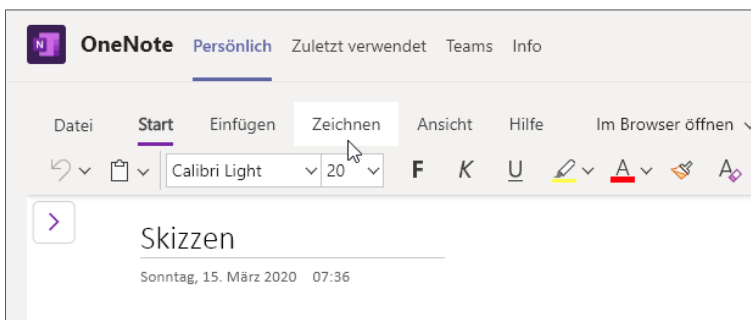 N OneNote Persönlich Zuletzt verwendet Teams Info
Datei Start Einfügen Zeichnen Ansicht Hilfe Im Browser öffnen
Calibri Light 20 F K U A A
Skizzen
Sonntag, 15. März 2020 07:36